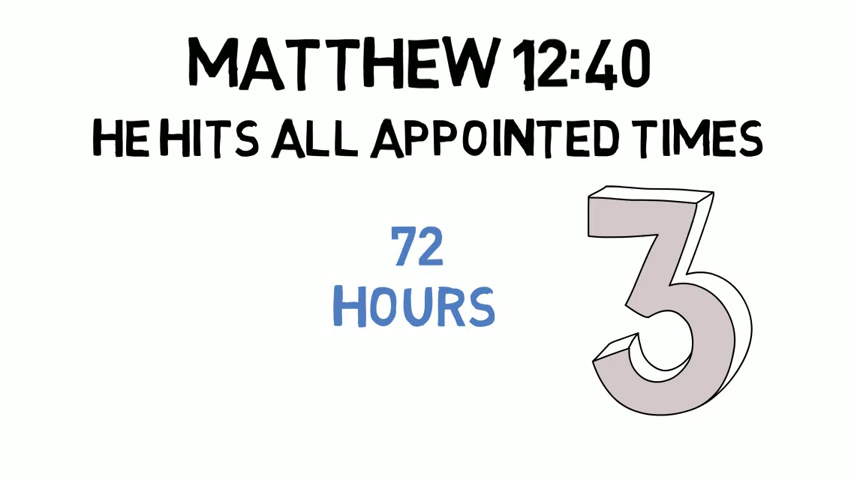 MATTHEW 12:40
HE HITS ALL APPOINTED TIMES
72
HOURS
3